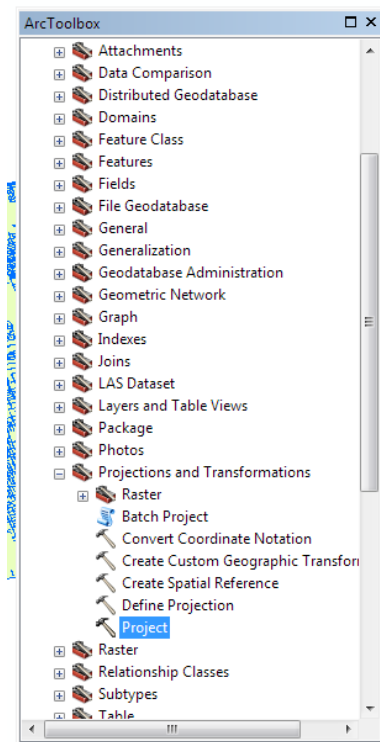 ArcToolbox
Attachments
Data Comparison
Distributed Geodatabase
Domains
Feature Class
Features
Fields
File Geodatabase
General
Generalization
Geodatabase Administration
Geometric Network
Graph
Indexes
Joins
LAS Dataset
Layers and Table Views
Package
Photos
Projections and Transformations
Raster
Batch Project
Convert Coordinate Notation
Create Custom Geographic Transfor
Create Spatial Reference
Define Projection
Project
Raster
Relationship Classes
Subtypes
Table